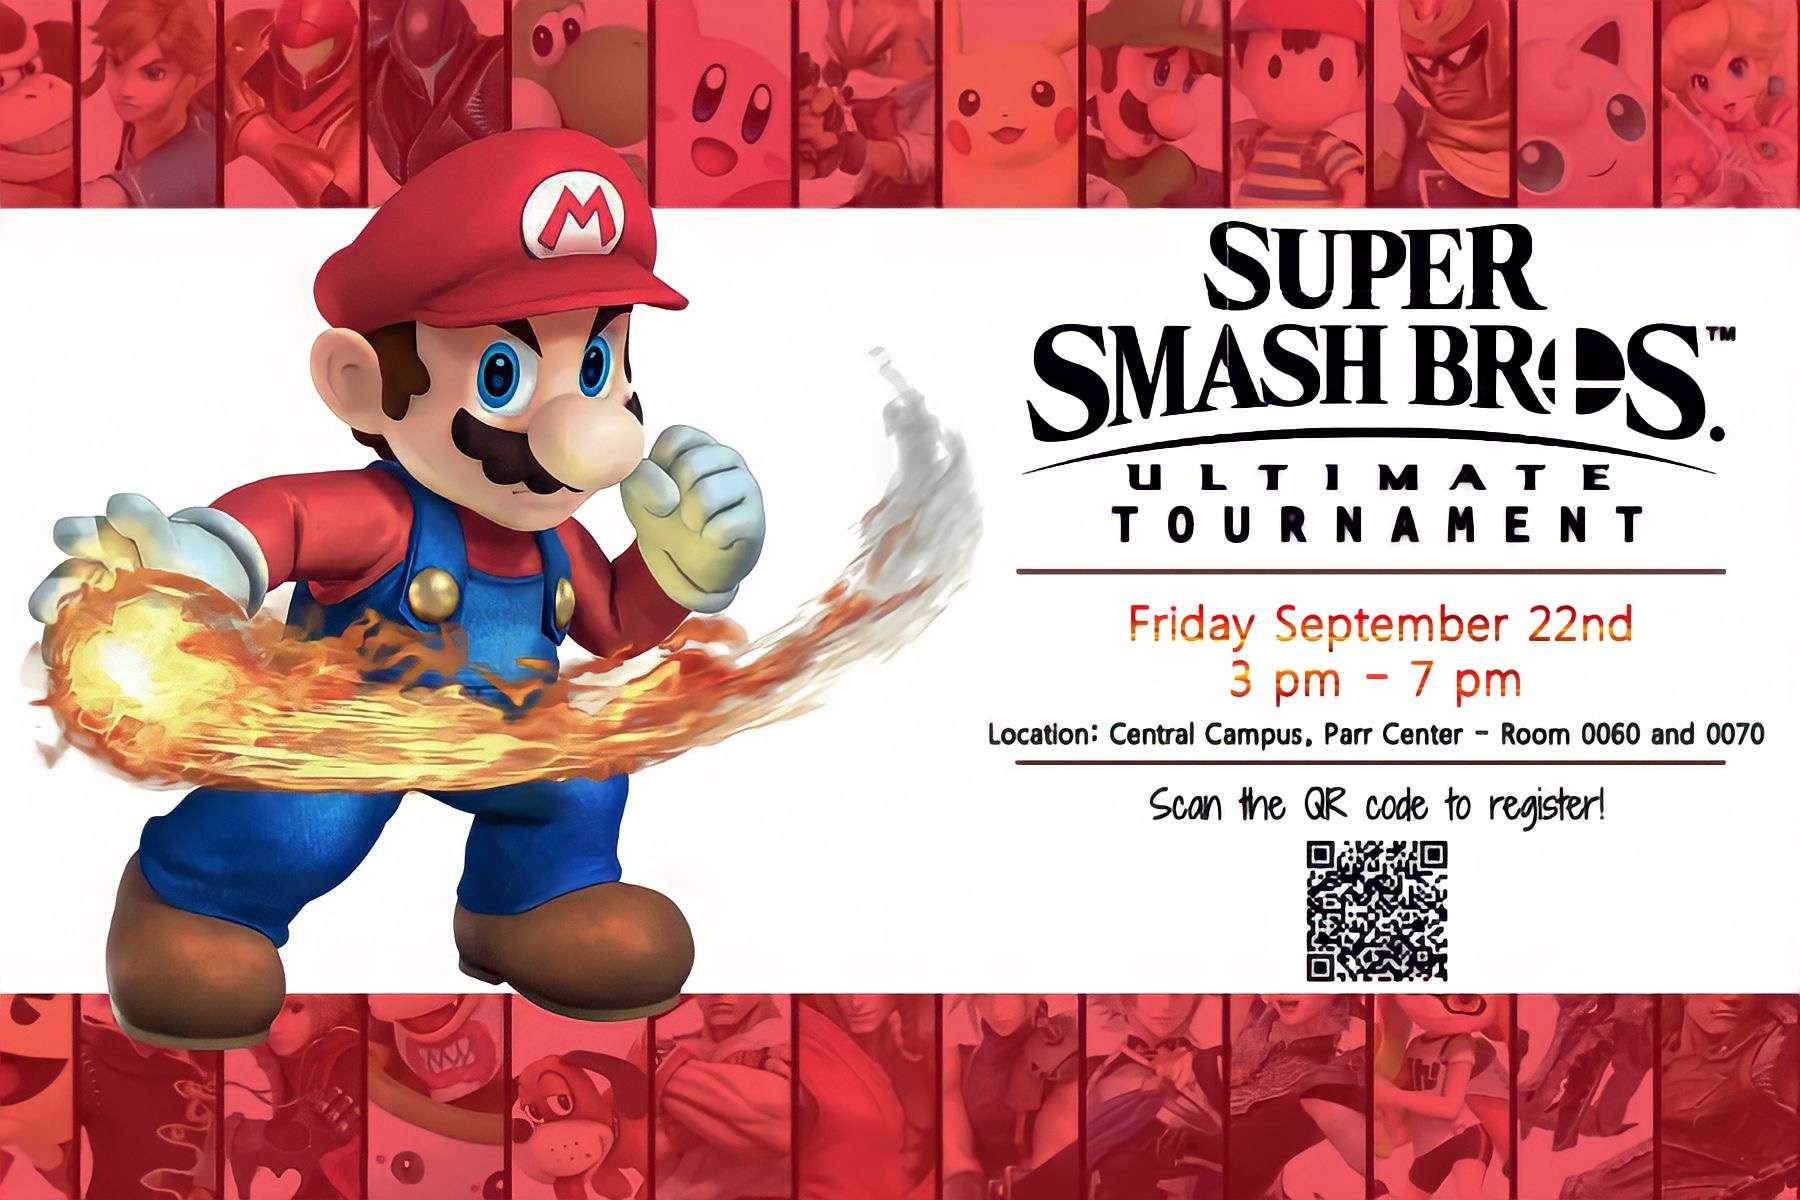 M
SUPER
SMASH BROS.™
ULTIMATE
TOURNAMENT
Friday September 22nd
3 pm - 7 pm
Location: Central Campus, Parr Center - Room 0060 and 0070
Scan the QR code to register!